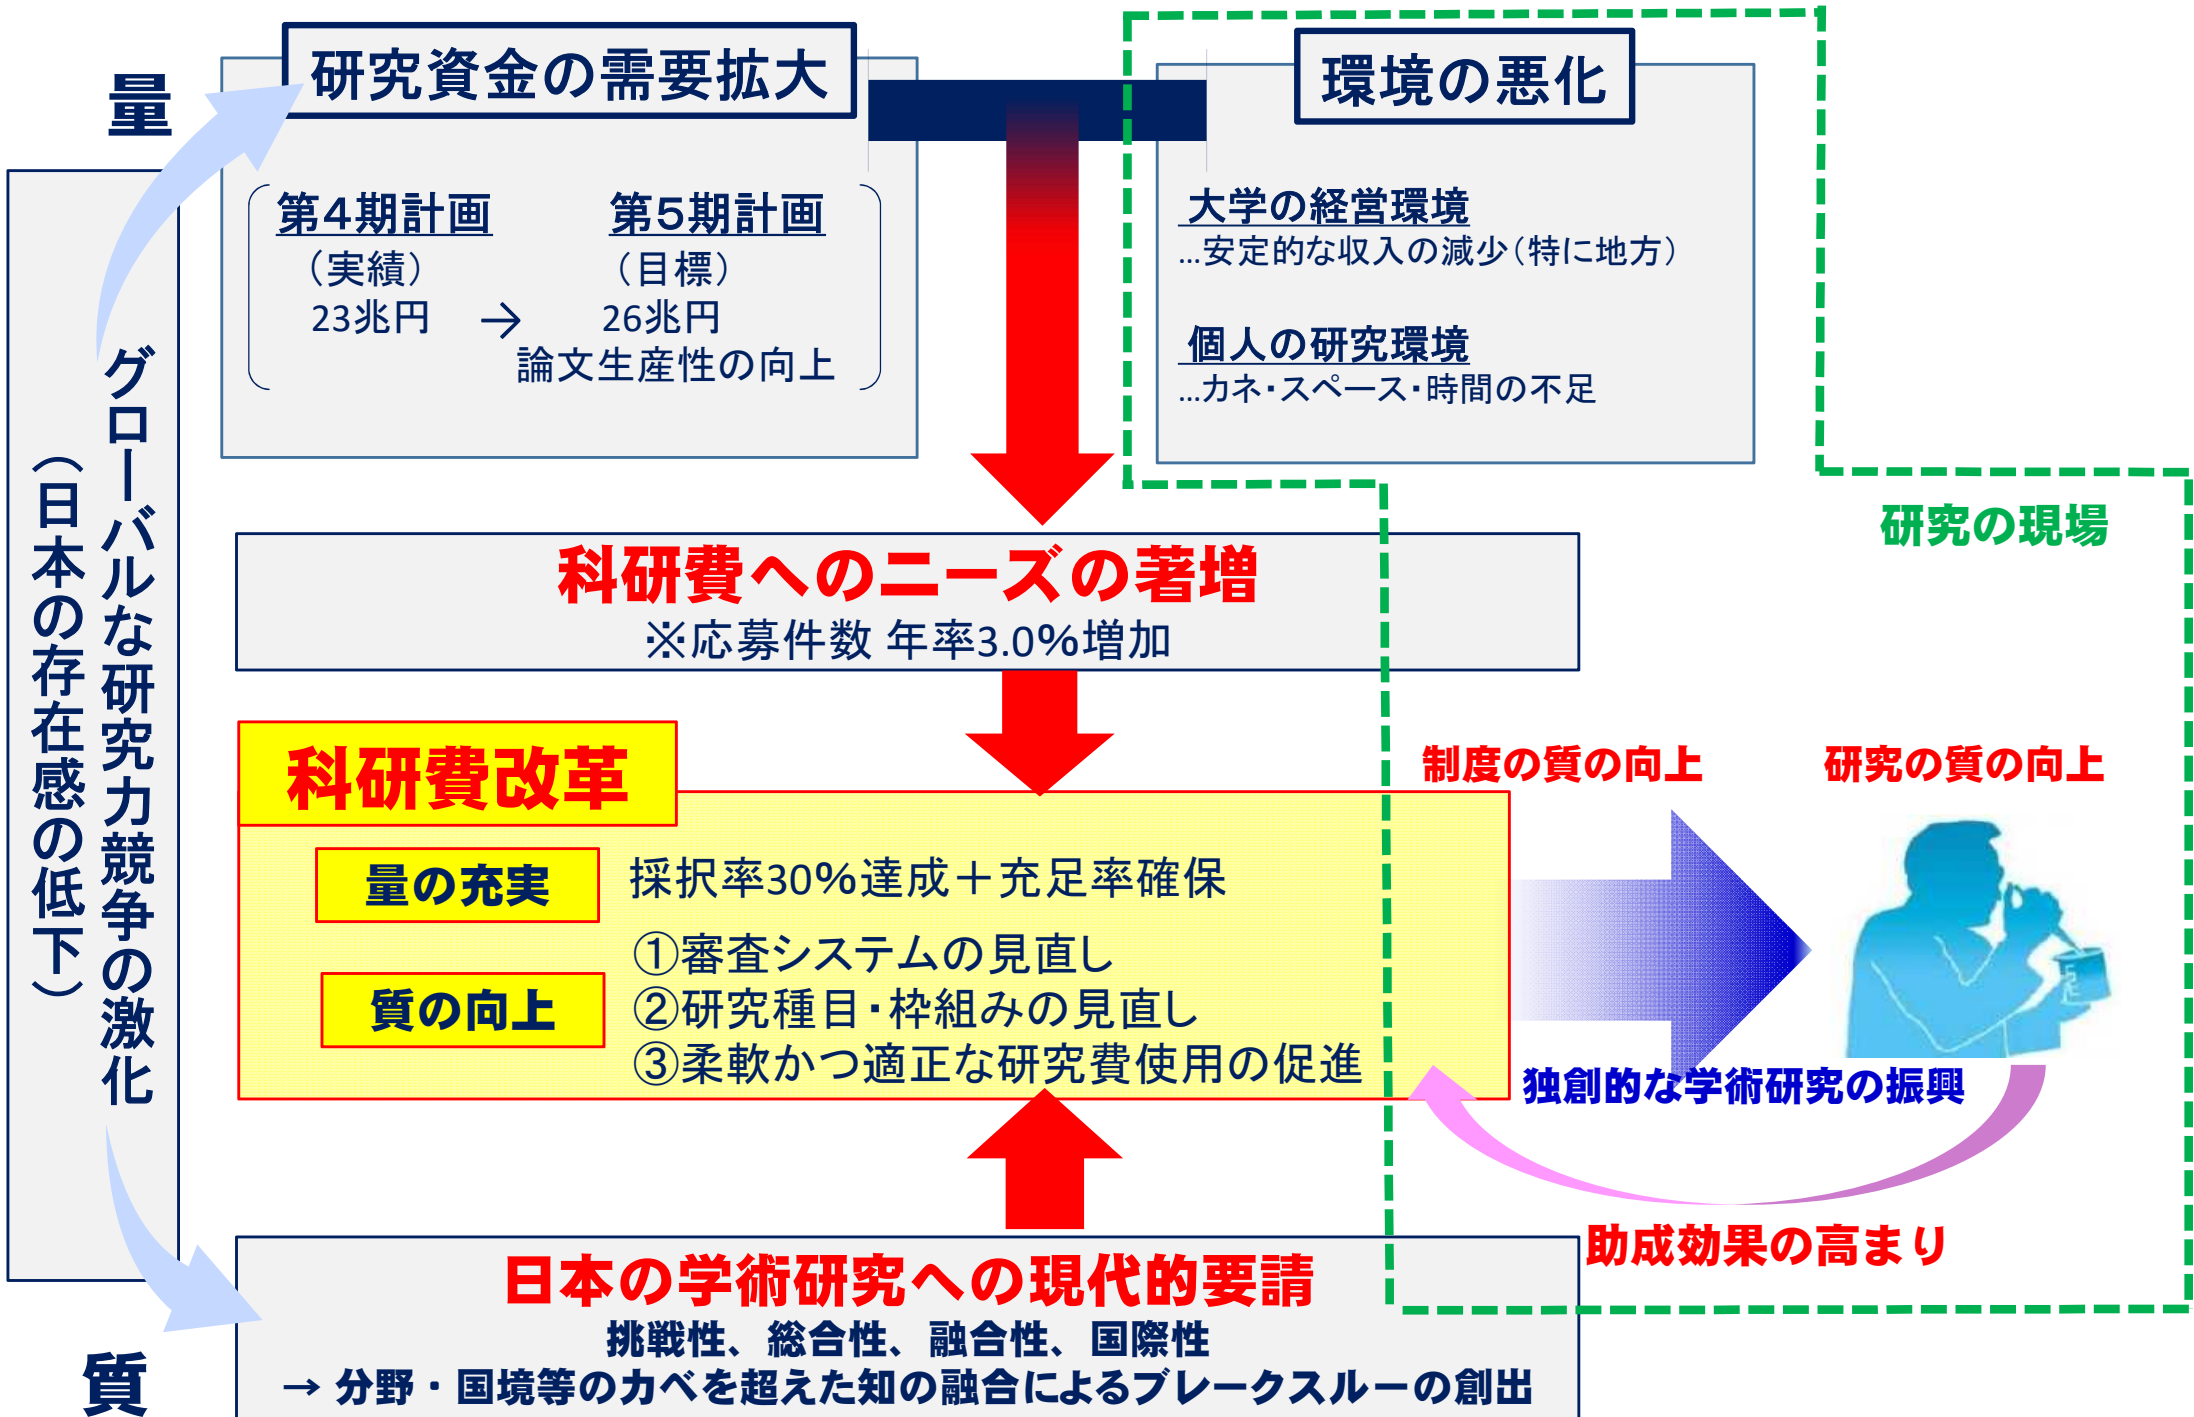 量
研究資金の需要拡大
第4期計画 第5期計画
（実績） （目標）
23兆円 → 26兆円
論文生産性の向上
環境の悪化
大学の経営環境
…安定的な収入の減少（特に地方）
個人の研究環境
…カネ・スペース・時間の不足
グローバルな研究力競争の激化
（日本の存在感の低下）
研究の現場
科研費へのニーズの著増
※応募件数 年率3.0%増加
科研費改革
量の充実 採択率30%達成＋充足率確保
質の向上
①審査システムの見直し
②研究種目・枠組みの見直し
③柔軟かつ適正な研究費使用の促進
制度の質の向上
研究の質の向上
独創的な学術研究の振興
助成効果の高まり
日本の学術研究への現代的要請
挑戦性、総合性、融合性、国際性
→ 分野・国境等のカベを超えた知の融合によるブレークスルーの創出
質